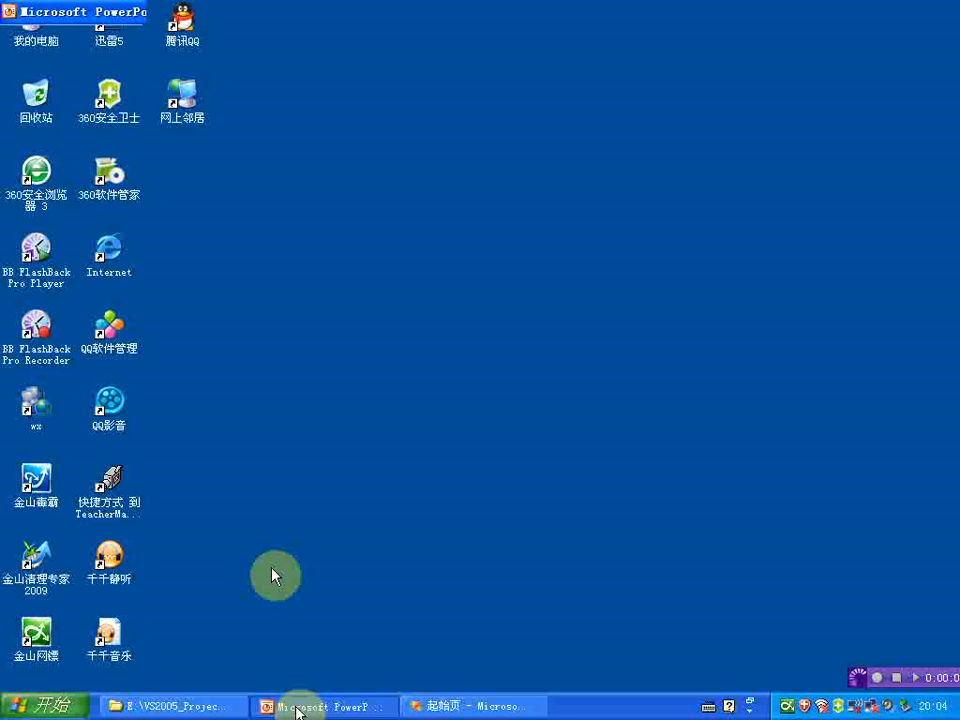 Microsoft PowerPo
我的电脑
迅雷5
腾讯QQ
回收站
360安全卫士
网上邻居
360安全浏览
器 3
360软件管家
BB FlashBack
Pro Player
Internet
BB FlashBack
Pro Recorder
QQ软件管理
wx
QQ影音
金山毒霸
快捷方式 到
TeacherMa...
金山清理专家
2009
千千静听
金山网镖
千千音乐
0:00:0
开始
E:\VS2005_Projec...
Microsoft PowerP...
起始页 - Microso...
20:04